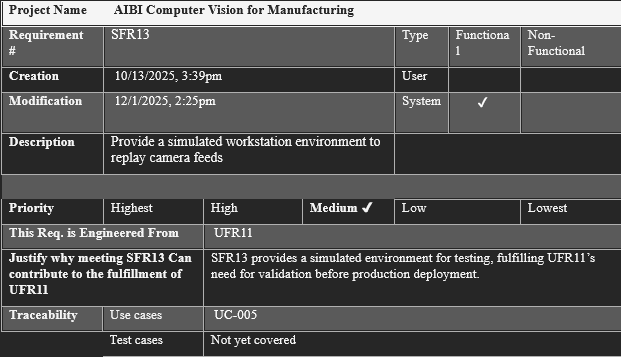 Project Name AIBI Computer Vision for Manufacturing
Requirement SFR13 Type Functiona Non-
# l Functional
Creation 10/13/2025, 3:39pm User
Modification 12/1/2025, 2:25pm System ✓
Description Provide a simulated workstation environment to
replay camera feeds
Priority Highest High Medium ✓ Low Lowest
This Req. is Engineered From UFR11
Justify why meeting SFR13 Can SFR13 provides a simulated environment for testing, fulfilling UFR11’s
contribute to the fulfillment of need for validation before production deployment.
UFR11
Traceability Use cases UC-005
Test cases Not yet covered